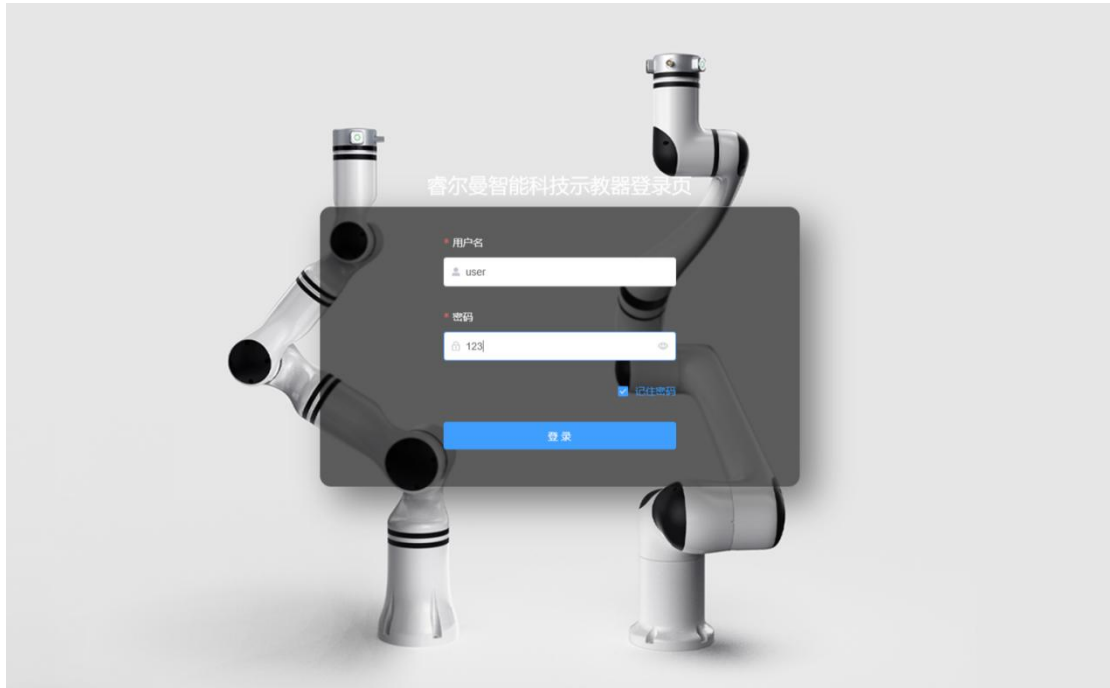 睿尔曼智能科技示教器登录页
* 用户名
user
* 密码
123
记住密码
登 录